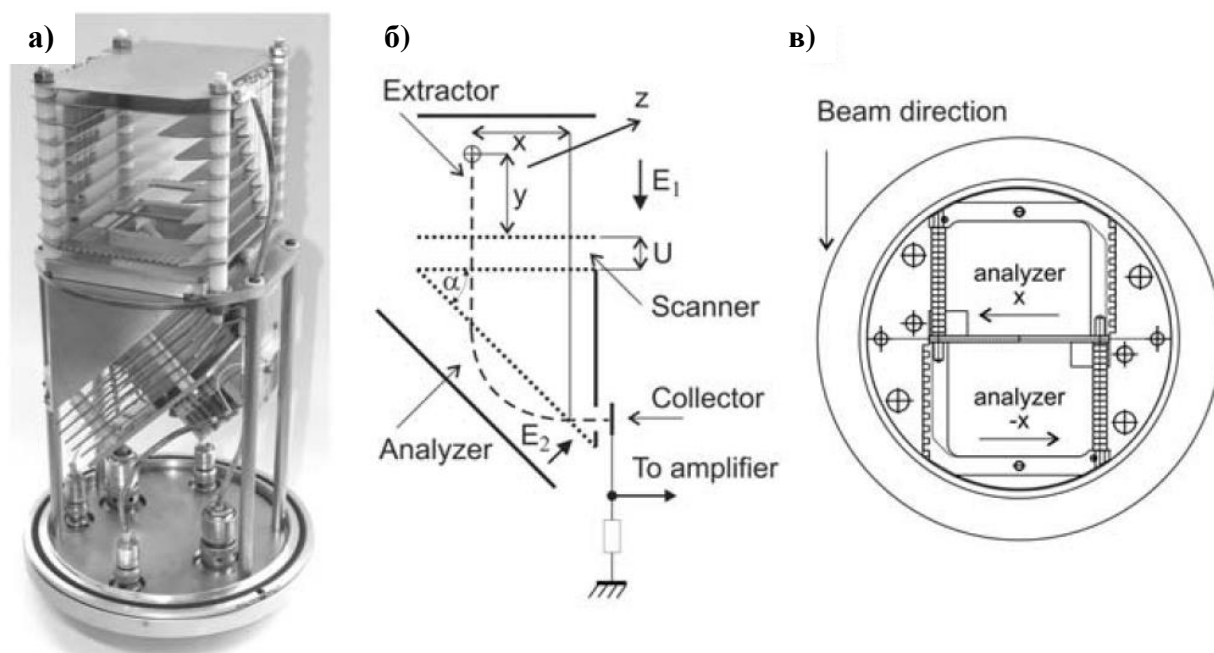 а)
б)
в)
Extractor
z
x
y
E1
U
α
Scanner
Analyzer
E2
Collector
To amplifier
Beam direction
analyzer
x
analyzer
-x